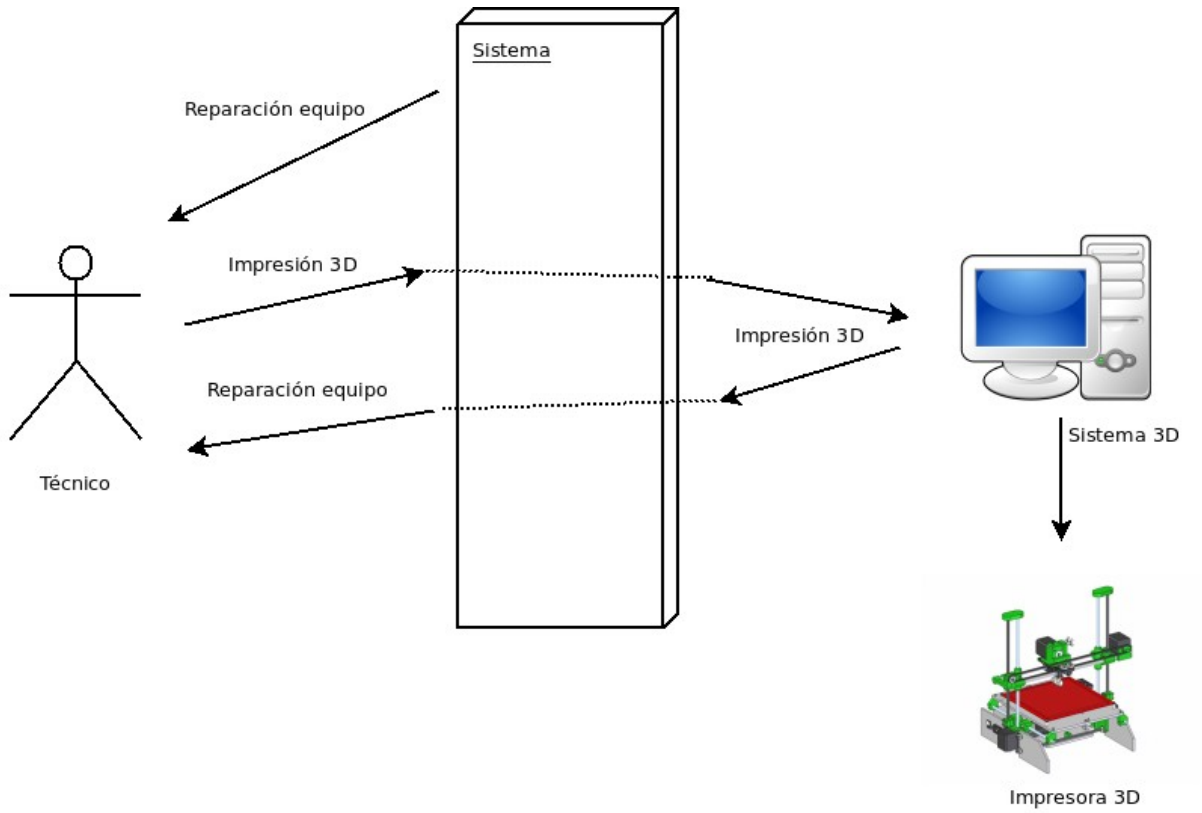 Sistema
Reparación equipo
Impresión 3D
Impresión 3D
Reparación equipo
Sistema 3D
Técnico
Impresora 3D